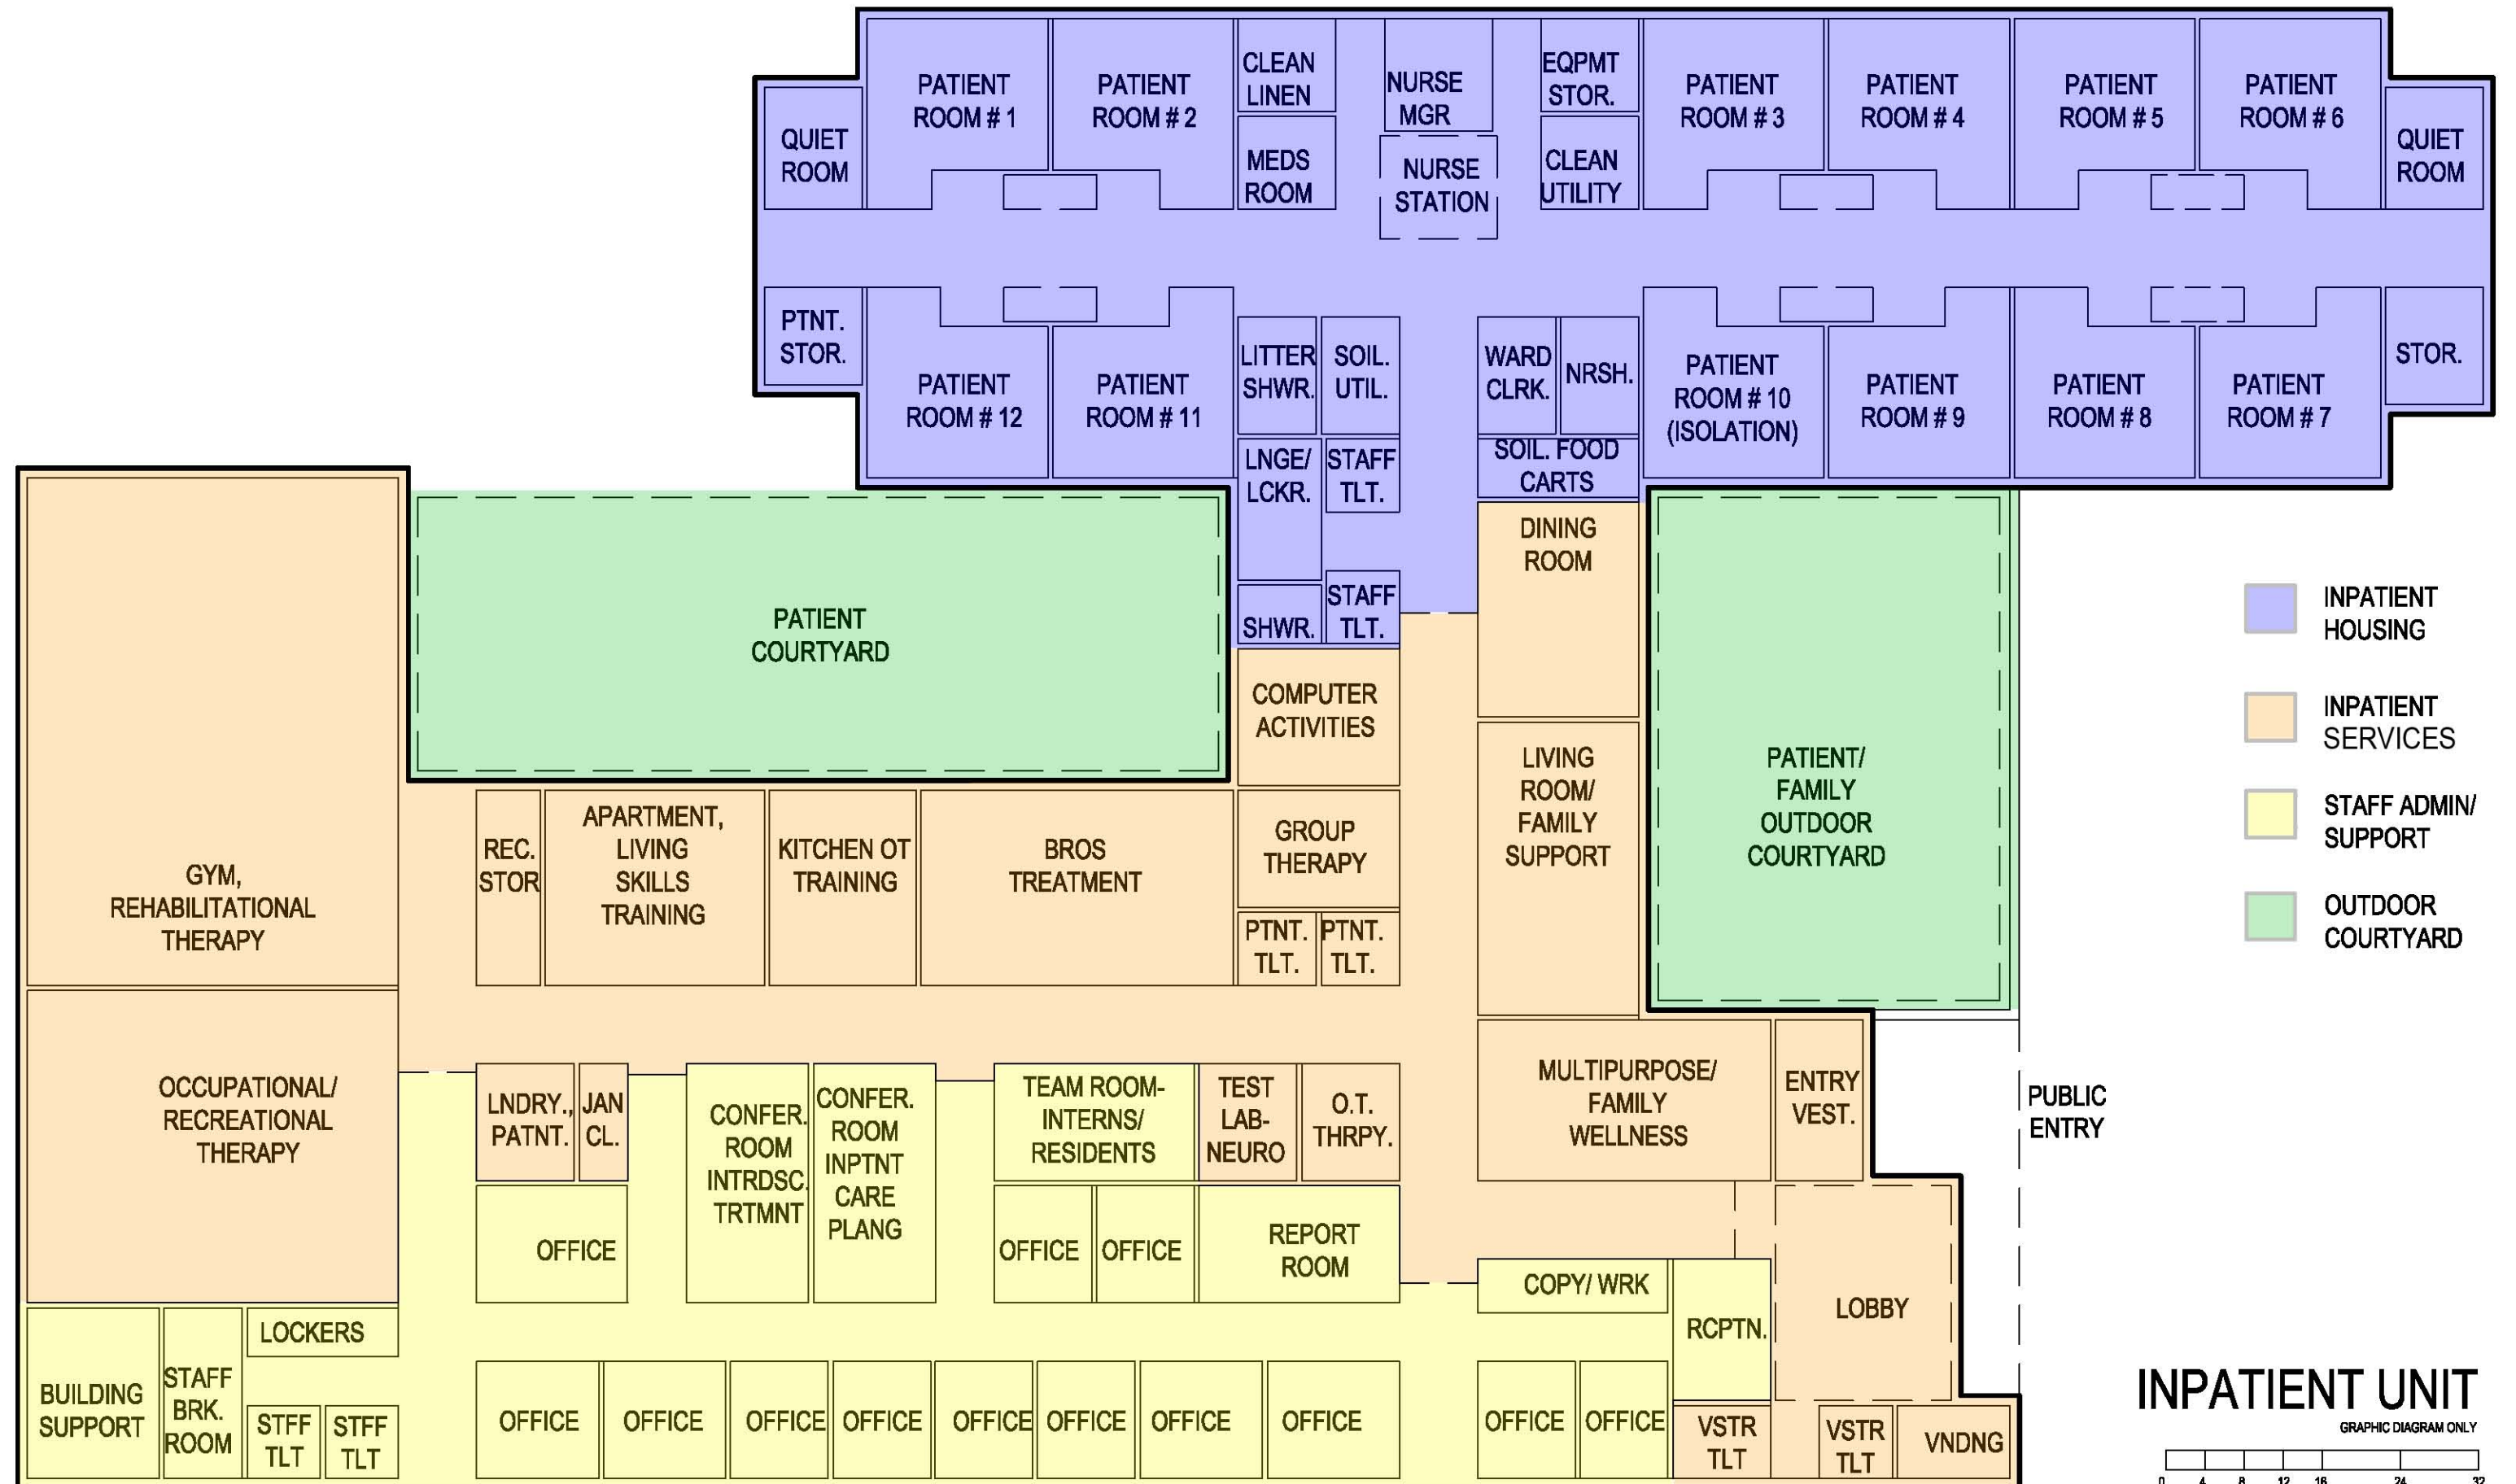 PATIENT
ROOM # 1
PATIENT
ROOM # 2
CLEAN
LINEN
NURSE
MGR
EQPMT
STOR.
PATIENT
ROOM # 3
PATIENT
ROOM # 4
PATIENT
ROOM # 5
PATIENT
ROOM # 6
QUIET
ROOM
MEDS
ROOM
NURSE
STATION
CLEAN
UTILITY
QUIET
ROOM
PTNT.
STOR.
PATIENT
ROOM # 12
PATIENT
ROOM # 11
LITTER
SHWR.
SOIL.
UTIL.
WARD
CLRK.
NRSH.
PATIENT
ROOM # 10
(ISOLATION)
PATIENT
ROOM # 9
PATIENT
ROOM # 8
PATIENT
ROOM # 7
STOR.
LNGE/
LCKR.
STAFF
TLT.
SOIL. FOOD
CARTS
DINING
ROOM
PATIENT
COURTYARD
SHWR.
STAFF
TLT.
INPATIENT
HOUSING
COMPUTER
ACTIVITIES
INPATIENT
SERVICES
LIVING
ROOM/
FAMILY
SUPPORT
PATIENT/
FAMILY
OUTDOOR
COURTYARD
STAFF ADMIN/
SUPPORT
OUTDOOR
COURTYARD
GYM,
REHABILITATIONAL
THERAPY
REC.
STOR
APARTMENT,
LIVING
SKILLS
TRAINING
KITCHEN OT
TRAINING
BROS
TREATMENT
GROUP
THERAPY
PTNT.
TLT.
PTNT.
TLT.
OCCUPATIONAL/
RECREATIONAL
THERAPY
LNDRY.,
PATNT.
JAN
CL.
CONFER.
ROOM
INTRDSC.
TRTMNT
CONFER.
ROOM
INPTNT
CARE
PLANG
TEAM ROOM-
INTERNS/
RESIDENTS
TEST
LAB-
NEURO
O.T.
THRPY.
MULTIPURPOSE/
FAMILY
WELLNESS
ENTRY
VEST.
PUBLIC
ENTRY
OFFICE
OFFICE
OFFICE
REPORT
ROOM
COPY/ WRK
RCPTN.
LOBBY
LOCKERS
BUILDING
SUPPORT
STAFF
BRK.
ROOM
STFF
TLT
STFF
TLT
OFFICE
OFFICE
OFFICE
OFFICE
OFFICE
OFFICE
OFFICE
OFFICE
OFFICE
OFFICE
VSTR
TLT
VSTR
TLT
VNDNG
INPATIENT UNIT
GRAPHIC DIAGRAM ONLY
0 4 8 12 16 24 32